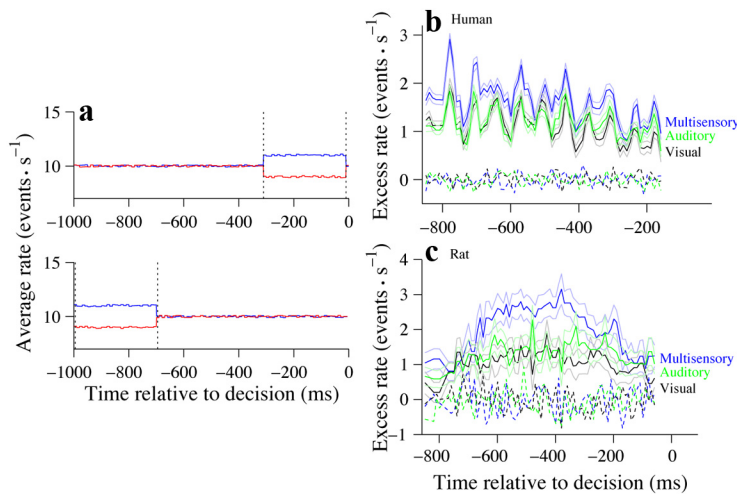 a
15
10
−1000 −800 −600 −400 −200 0
15
10
−1000 −800 −600 −400 −200 0
Average rate (events · s⁻¹)
Time relative to decision (ms)
b Human
3
2
1
0
Excess rate (events · s⁻¹)
Multisensory
Auditory
Visual
−800 −600 −400 −200
c Rat
4
3
2
1
0
−1
Excess rate (events · s⁻¹)
Multisensory
Auditory
Visual
−800 −600 −400 −200 0
Time relative to decision (ms)